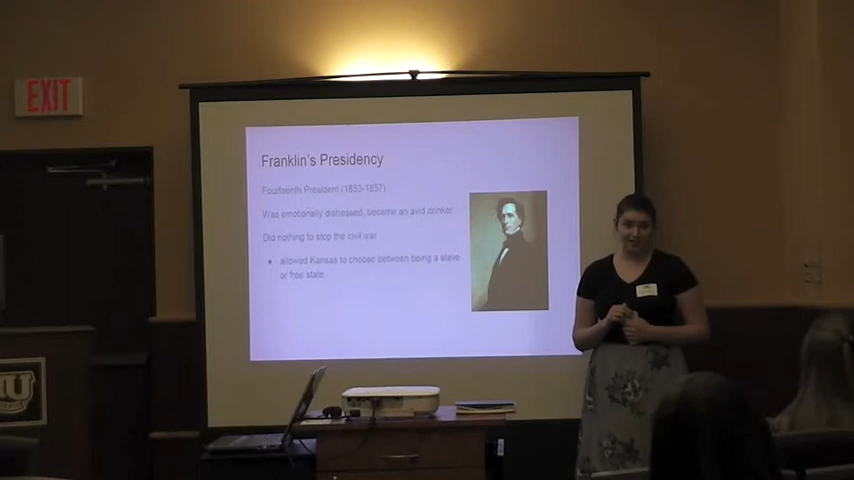 EXIT
Franklin's Presidency
Fourteenth President (1853-1857)
Was emotionally distressed, became an avid drinker
Did nothing to stop the civil war
allowed Kansas to choose between being a slave
or free state